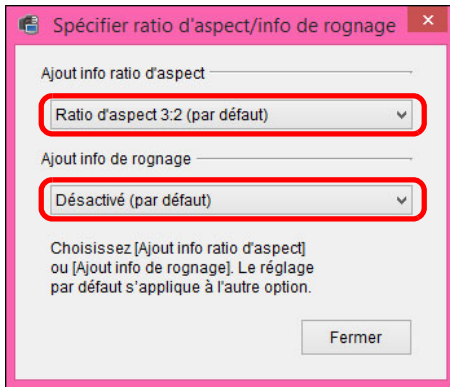 Spécifier ratio d'aspect/info de rognage
Ajout info ratio d'aspect
Ratio d'aspect 3:2 (par défaut)
Ajout info de rognage
Désactivé (par défaut)
Choisissez [Ajout info ratio d'aspect]
ou [Ajout info de rognage]. Le réglage
par défaut s’applique à l'autre option.
Fermer